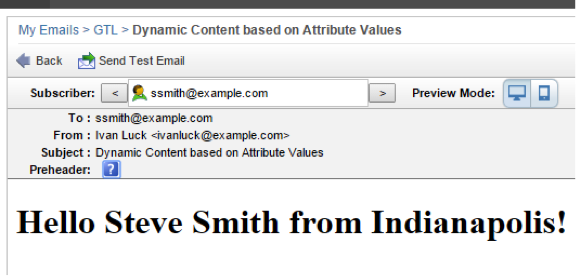 My Emails > GTL > Dynamic Content based on Attribute Values
Back Send Test Email
Subscriber: < ssmith@example.com > Preview Mode:
To : ssmith@example.com
From : Ivan Luck <ivanluck@example.com>
Subject : Dynamic Content based on Attribute Values
Preheader: ?
Hello Steve Smith from Indianapolis!